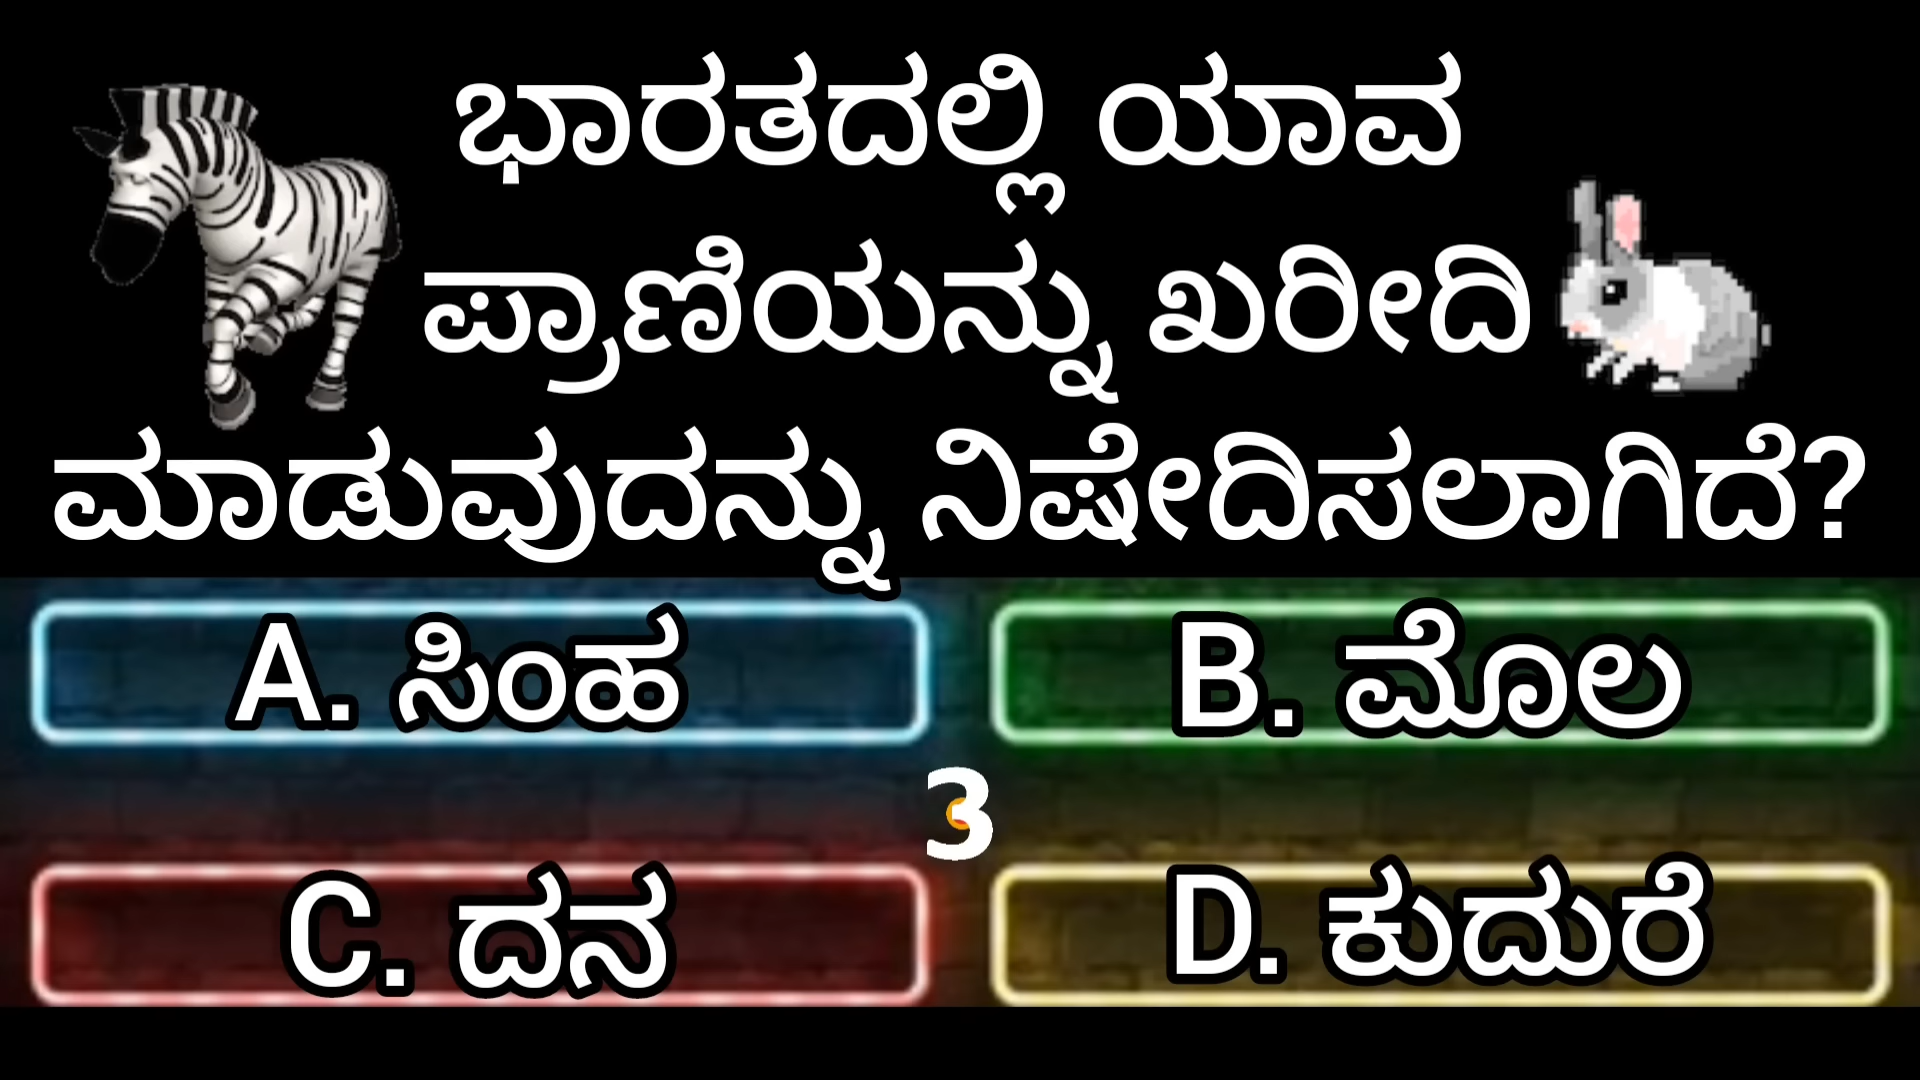 ಭಾರತದಲ್ಲಿ ಯಾವ
ಪ್ರಾಣಿಯನ್ನು ಖರೀದಿ
ಮಾಡುವುದನ್ನು ನಿಷೇದಿಸಲಾಗಿದೆ?
A. ಸಿಂಹ
B. ಮೊಲ
3
C. ದನ
D. ಕುದುರೆ